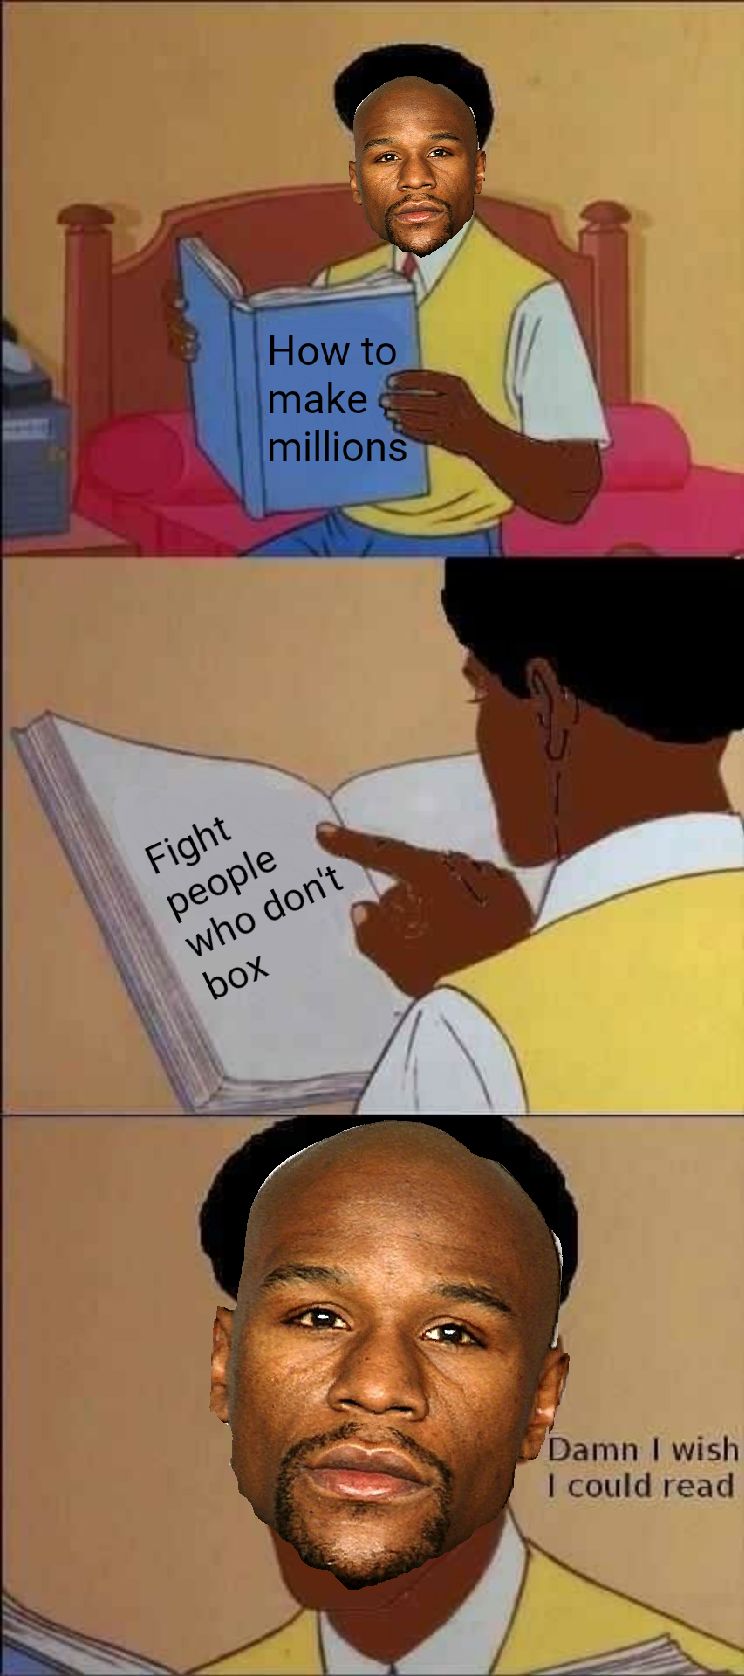 How to
make
millions
Fight
people
who don't
box
Damn I wish
I could read